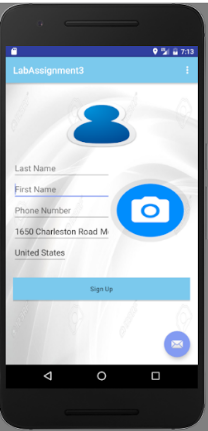 7:13
LabAssignment3
Last Name
First Name
Phone Number
1650 Charleston Road M
United States
Sign Up